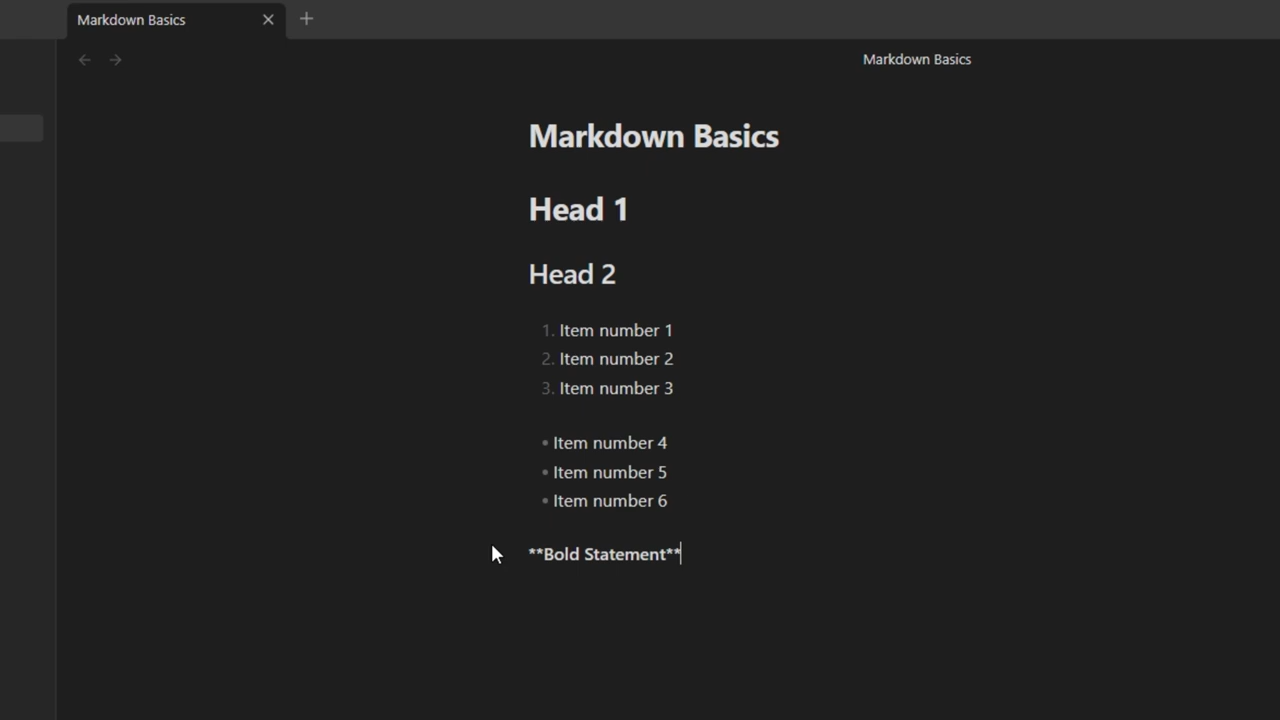 Markdown Basics
Markdown Basics
Markdown Basics
Head 1
Head 2
1. Item number 1
2. Item number 2
3. Item number 3
• Item number 4
• Item number 5
• Item number 6
**Bold Statement**